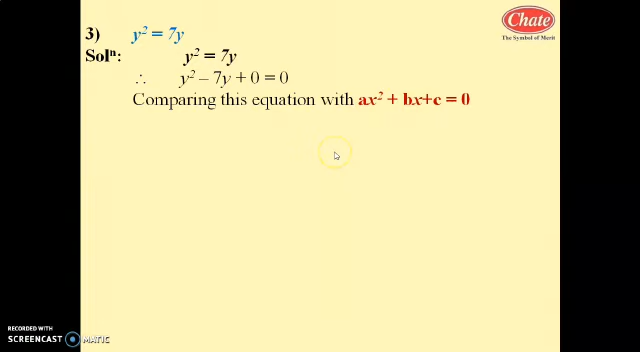 Chate
The Symbol of Merit
3) y² = 7y
Solⁿ: y² = 7y
∴ y² – 7y + 0 = 0
Comparing this equation with ax² + bx+c = 0
RECORDED WITH
SCREENCAST MATIC